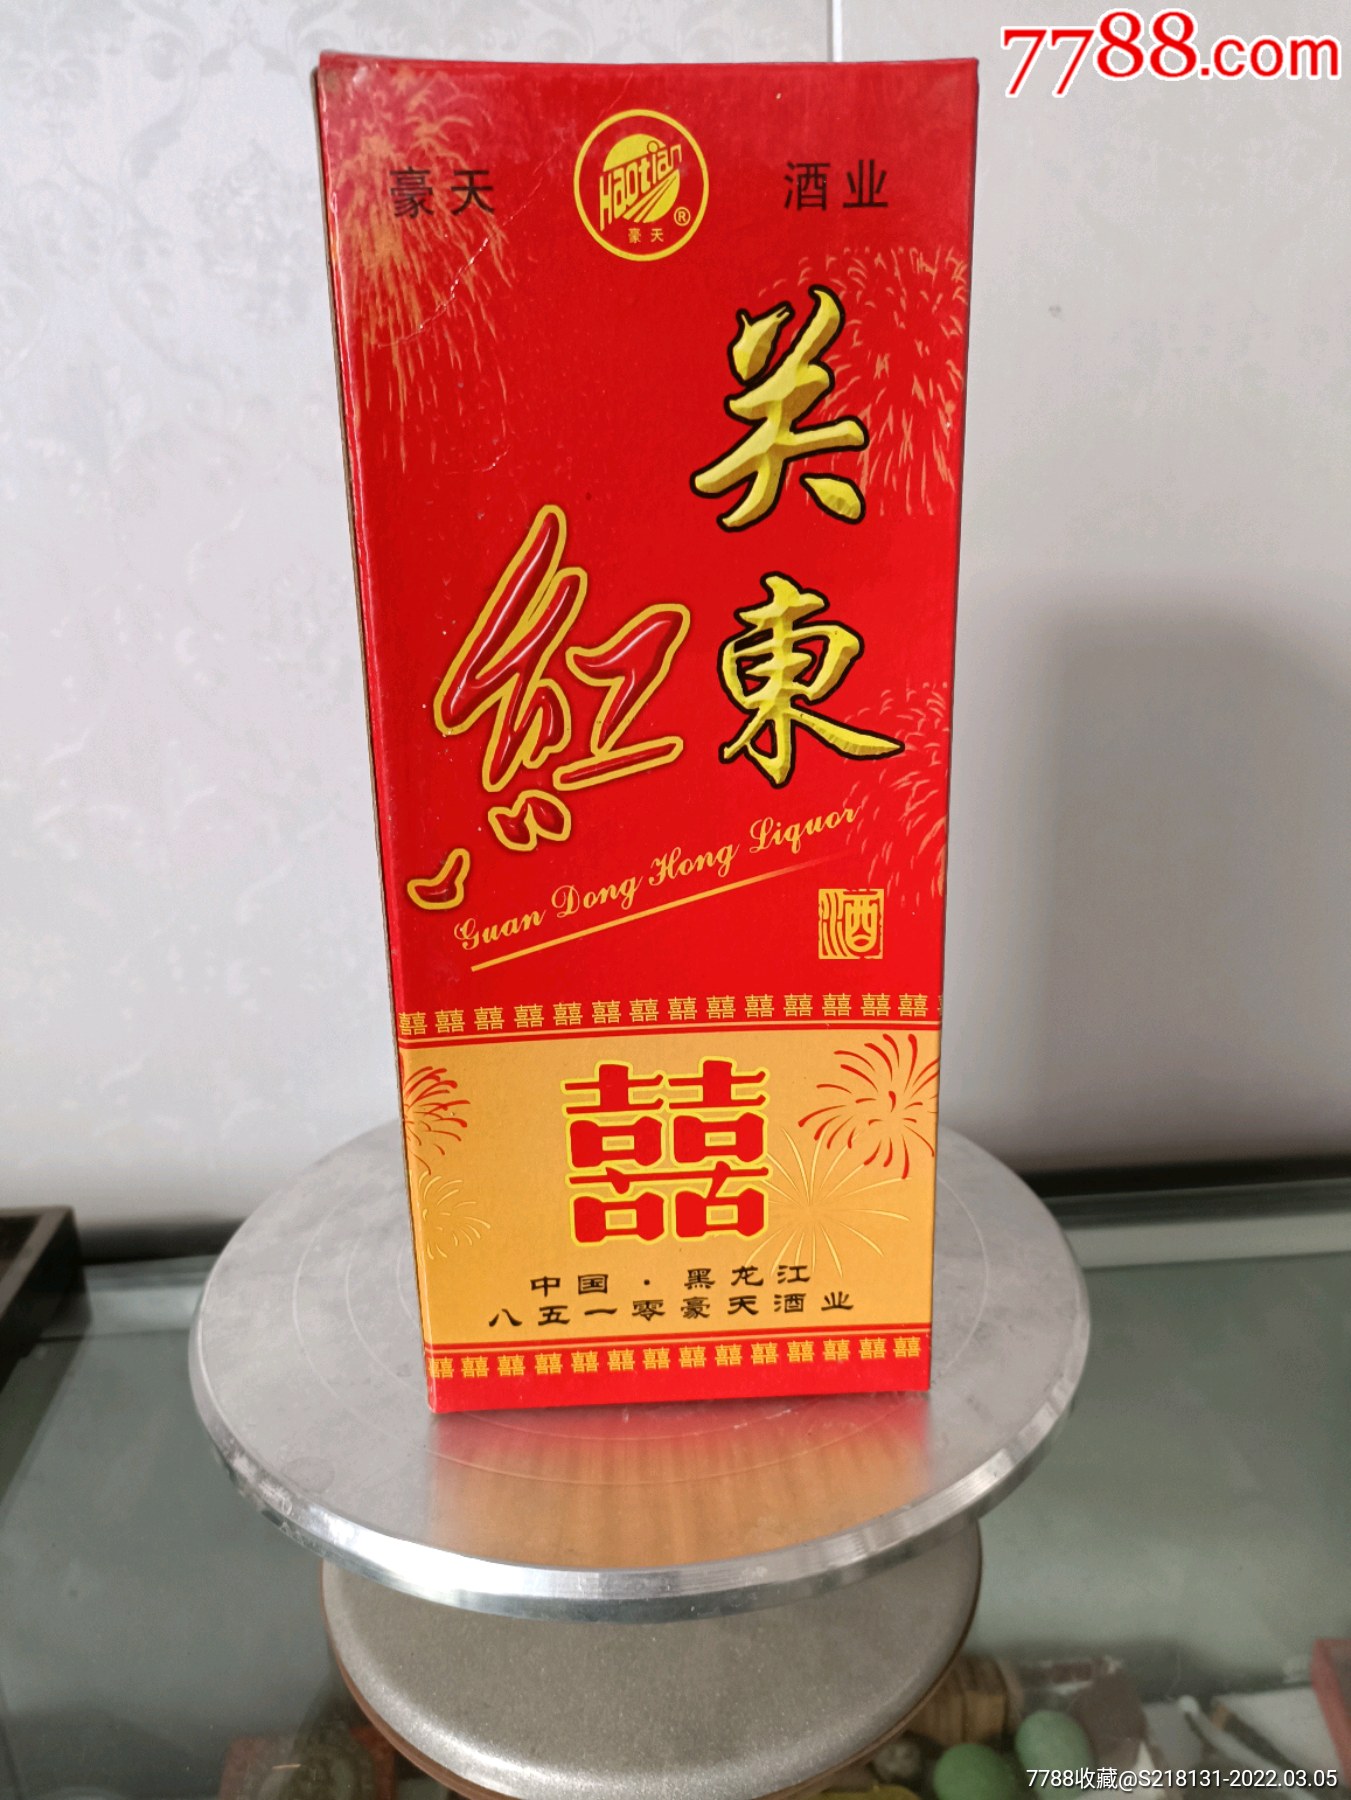 7788.com
豪天 酒业
Haotian
®
豪天
关東
紅
Guan Dong Hong Liquor
酒
囍囍囍囍囍囍囍囍囍囍囍囍囍囍
囍
中国·黑龙江
八五一零豪天酒业
囍囍囍囍囍囍囍囍囍囍囍囍囍囍
7788收藏@S218131-2022.03.05